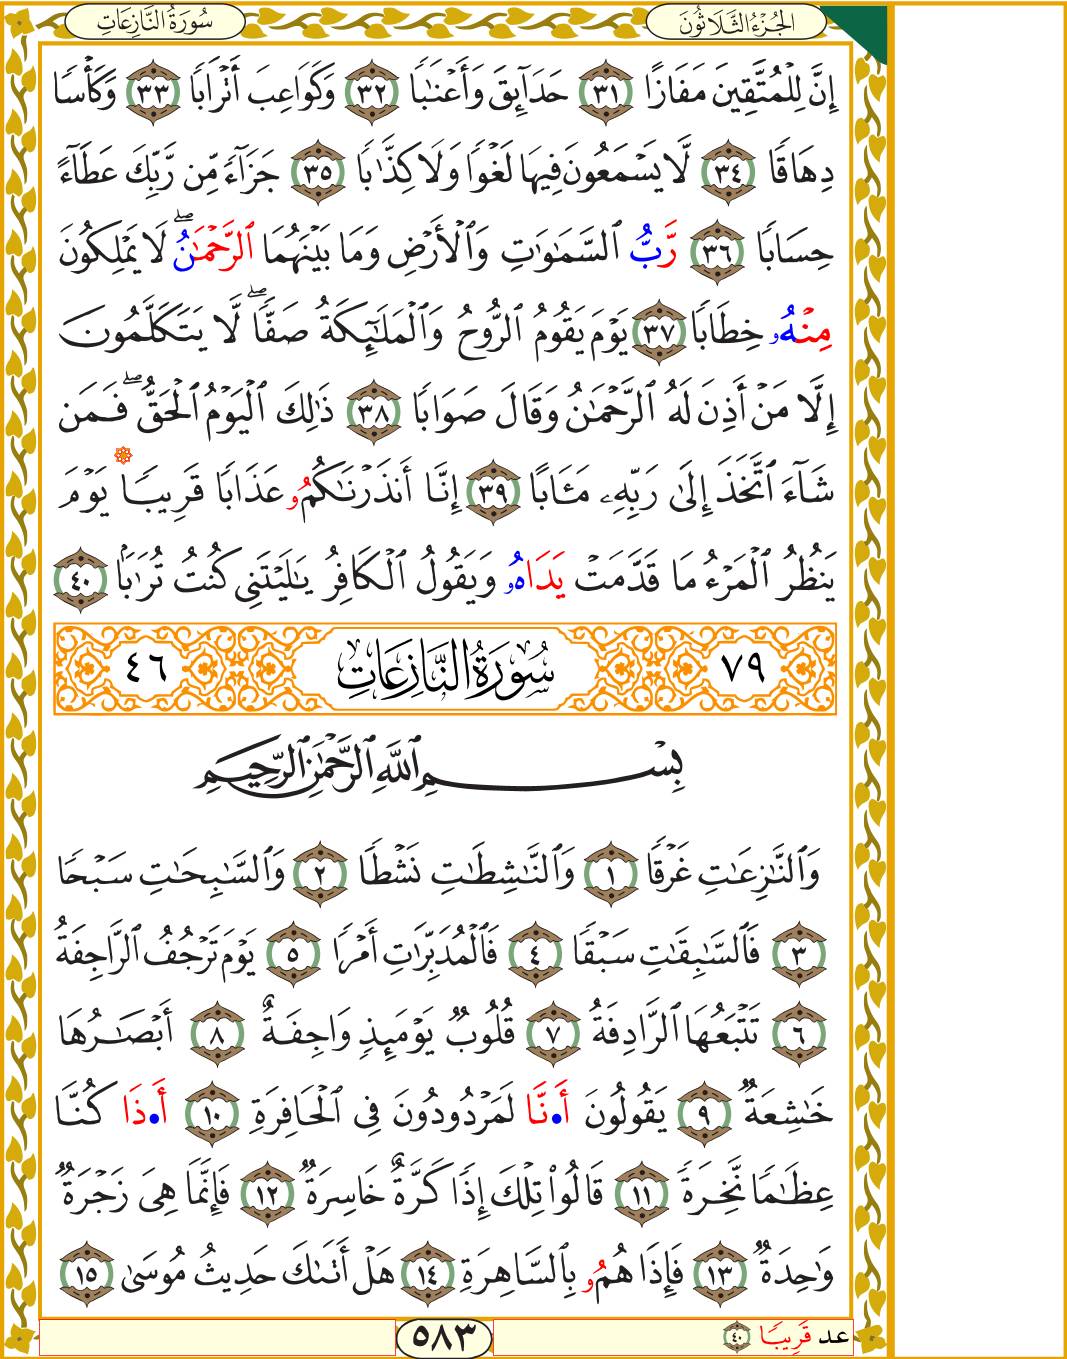 سُورَةُ النَّازِعَاتِ الجُزْءُ الثَّلَاثُونَ
إِنَّ لِلْمُتَّقِينَ مَفَازًا ٣١ حَدَآئِقَ وَأَعْنَٰبًا ٣٢ وَكَوَاعِبَ أَتْرَابًا ٣٣ وَكَأْسًا
دِهَاقًا ٣٤ لَّا يَسْمَعُونَ فِيهَا لَغْوًا وَلَا كِذَّٰبًا ٣٥ جَزَآءً مِّن رَّبِّكَ عَطَآءً
حِسَابًا ٣٦ رَّبُّ ٱلسَّمَٰوَٰتِ وَٱلْأَرْضِ وَمَا بَيْنَهُمَا ٱلرَّحْمَٰنُۖ لَا يَمْلِكُونَ
مِنْهُۥ خِطَابًا ٣٧ يَوْمَ يَقُومُ ٱلرُّوحُ وَٱلْمَلَٰٓئِكَةُ صَفًّاۖ لَّا يَتَكَلَّمُونَ
إِلَّا مَنْ أَذِنَ لَهُ ٱلرَّحْمَٰنُ وَقَالَ صَوَابًا ٣٨ ذَٰلِكَ ٱلْيَوْمُ ٱلْحَقُّۖ فَمَن
شَآءَ ٱتَّخَذَ إِلَىٰ رَبِّهِۦ مَـَٔابًا ٣٩ إِنَّآ أَنذَرْنَٰكُمُۥ عَذَابًا قَرِيبًا يَوْمَ
يَنظُرُ ٱلْمَرْءُ مَا قَدَّمَتْ يَدَاهُۥ وَيَقُولُ ٱلْكَافِرُ يَٰلَيْتَنِى كُنتُ تُرَٰبًۢا ٤٠
٧٩ سُورَةُ النَّازِعَاتِ ٤٦
بِسْمِ ٱللَّهِ ٱلرَّحْمَٰنِ ٱلرَّحِيمِ
وَٱلنَّٰزِعَاتِ غَرْقًا ١ وَٱلنَّٰشِطَاتِ نَشْطًا ٢ وَٱلسَّٰبِحَاتِ سَبْحًا
٣ فَٱلسَّٰبِقَٰتِ سَبْقًا ٤ فَٱلْمُدَبِّرَاتِ أَمْرًا ٥ يَوْمَ تَرْجُفُ ٱلرَّاجِفَةُ
٦ تَتْبَعُهَا ٱلرَّادِفَةُ ٧ قُلُوبٌ يَوْمَئِذٍ وَاجِفَةٌ ٨ أَبْصَٰرُهَا
خَٰشِعَةٌ ٩ يَقُولُونَ أَ•نَّا لَمَرْدُودُونَ فِى ٱلْحَافِرَةِ ١٠ أَ•ذَا كُنَّا
عِظَٰمًا نَّخِرَةً ١١ قَالُوا۟ تِلْكَ إِذًا كَرَّةٌ خَاسِرَةٌ ١٢ فَإِنَّمَا هِىَ زَجْرَةٌ
وَٰحِدَةٌ ١٣ فَإِذَا هُمُۥ بِٱلسَّاهِرَةِ ١٤ هَلْ أَتَىٰكَ حَدِيثُ مُوسَىٰ ١٥
عد قَرِيبًا ٤٠ ٥٨٣